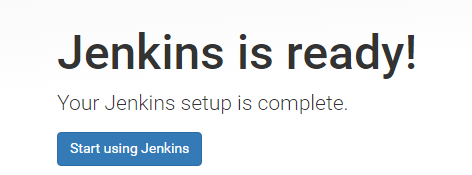 Jenkins is ready!
Your Jenkins setup is complete.
Start using Jenkins